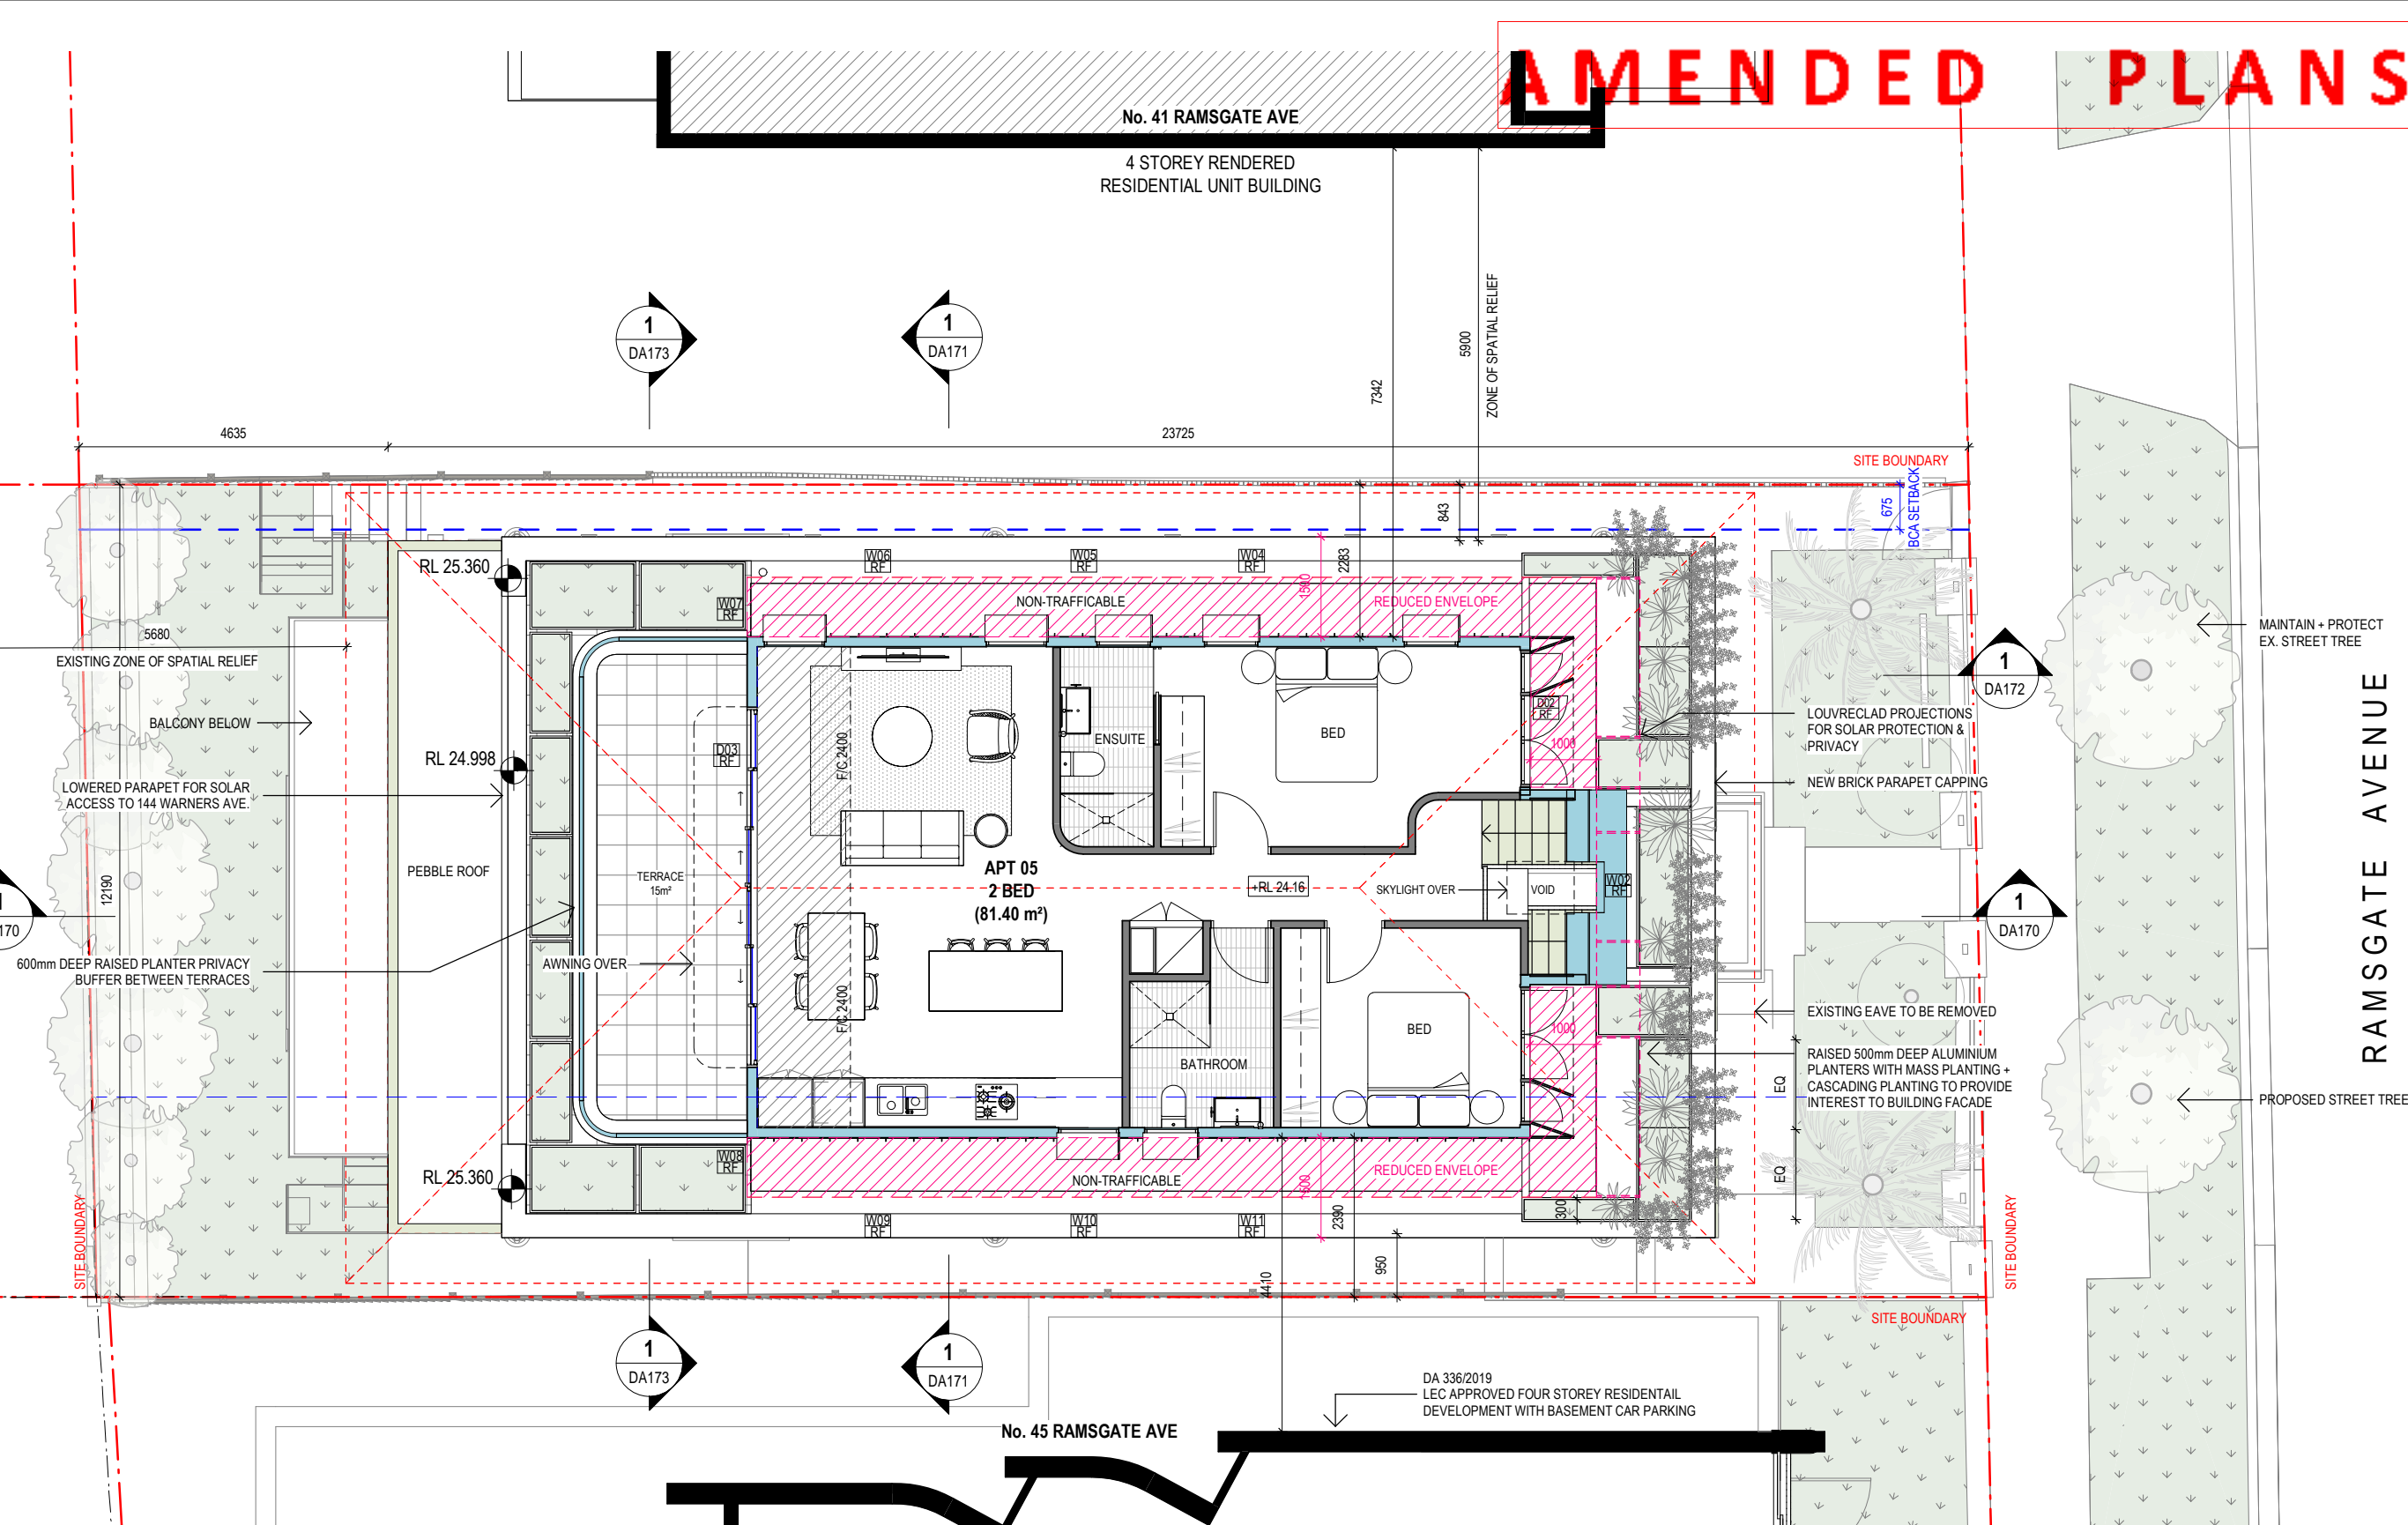 AMENDED PLANS
No. 41 RAMSGATE AVE
4 STOREY RENDERED
RESIDENTIAL UNIT BUILDING
1
DA173
1
DA171
7342
5900
ZONE OF SPATIAL RELIEF
4635
23725
SITE BOUNDARY
675
BCA SETBACK
843
2283
1500
RL 25.360
W06
RF
W05
RF
W04
RF
W07
RF
NON-TRAFFICABLE
REDUCED ENVELOPE
5680
EXISTING ZONE OF SPATIAL RELIEF
MAINTAIN + PROTECT
EX. STREET TREE
1
DA172
BALCONY BELOW
LOUVRECLAD PROJECTIONS
FOR SOLAR PROTECTION &
PRIVACY
D02
RF
1000
ENSUITE
BED
F/C 2400
D03
RF
RL 24.998
LOWERED PARAPET FOR SOLAR
ACCESS TO 144 WARNERS AVE.
NEW BRICK PARAPET CAPPING
RAMSGATE AVENUE
PEBBLE ROOF
TERRACE
15m²
APT 05
2 BED
(81.40 m²)
+RL 24.16
SKYLIGHT OVER
VOID
W02
RF
12190
1
170
1
DA170
600mm DEEP RAISED PLANTER PRIVACY
BUFFER BETWEEN TERRACES
AWNING OVER
F/C 2400
BATHROOM
BED
1000
EXISTING EAVE TO BE REMOVED
RAISED 500mm DEEP ALUMINIUM
PLANTERS WITH MASS PLANTING +
CASCADING PLANTING TO PROVIDE
INTEREST TO BUILDING FACADE
EQ
EQ
PROPOSED STREET TREE
RL 25.360
W08
RF
NON-TRAFFICABLE
REDUCED ENVELOPE
1500
300
W09
RF
W10
RF
W11
RF
2390
950
4410
SITE BOUNDARY
SITE BOUNDARY
SITE BOUNDARY
1
DA173
1
DA171
DA 336/2019
LEC APPROVED FOUR STOREY RESIDENTAIL
DEVELOPMENT WITH BASEMENT CAR PARKING
No. 45 RAMSGATE AVE